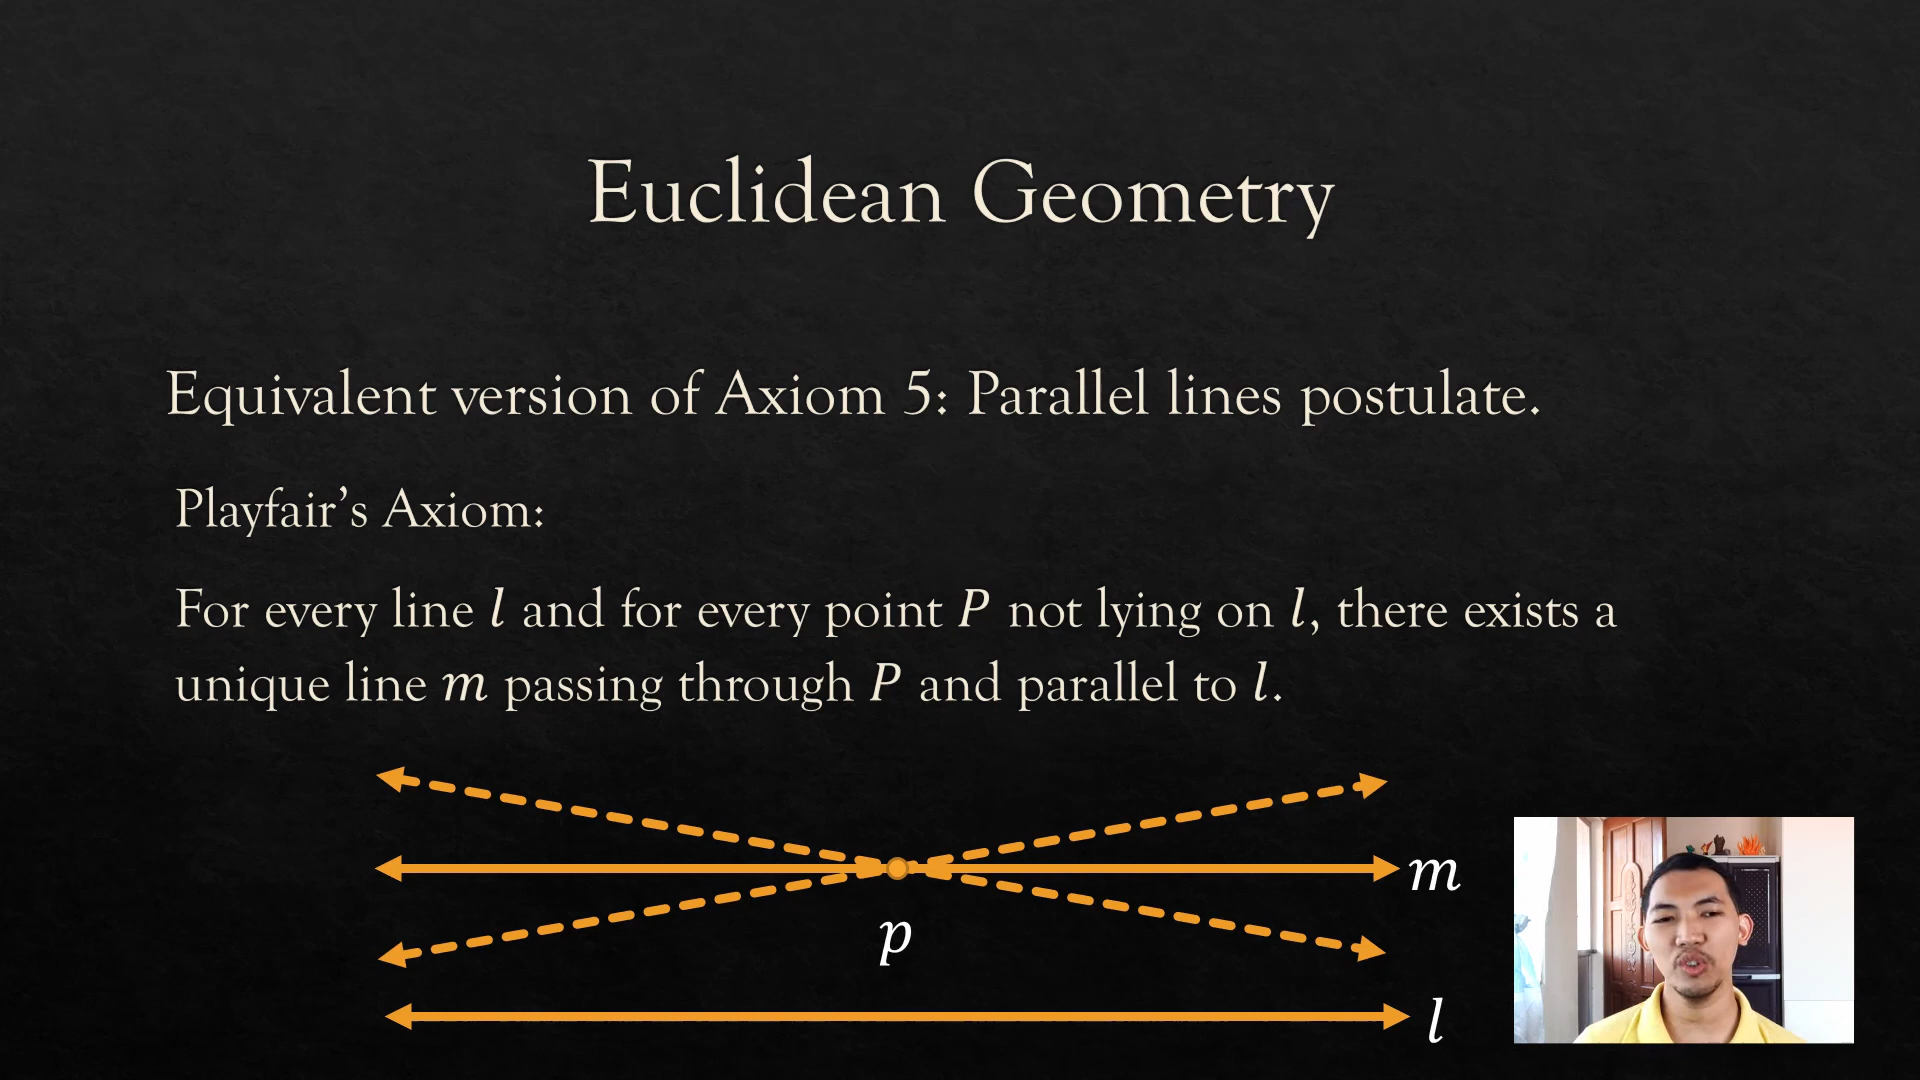 Euclidean Geometry
Equivalent version of Axiom 5: Parallel lines postulate.
Playfair’s Axiom:
For every line l and for every point P not lying on l, there exists a
unique line m passing through P and parallel to l.
m
p
l